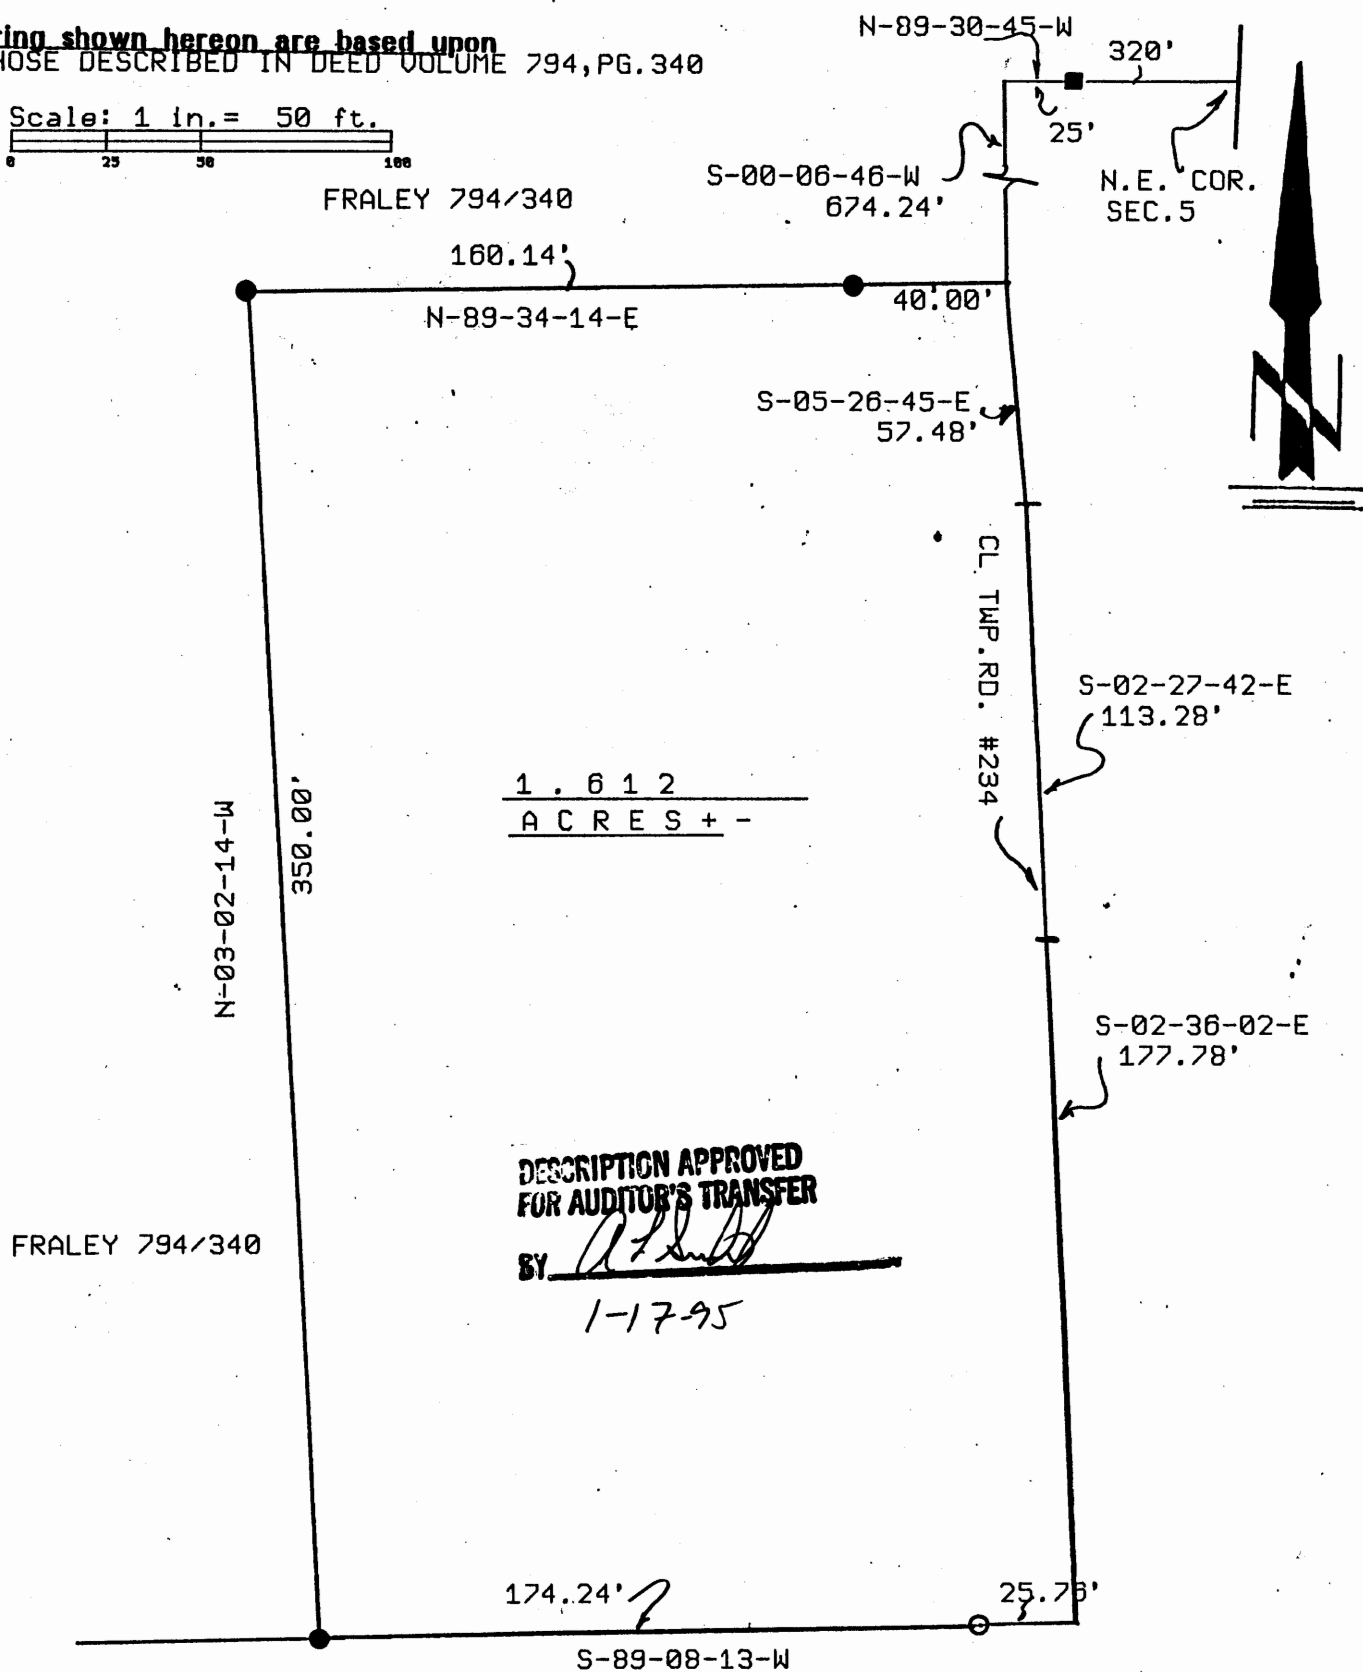 ring shown hereon are based upon
HOSE DESCRIBED IN DEED VOLUME 794,PG.340
Scale: 1 in.= 50 ft.
0 25 50 100
N-89-30-45-W
320'
25'
S-00-06-46-W
674.24'
N.E. COR.
SEC.5
FRALEY 794/340
160.14'
N-89-34-14-E
40.00'
N
S-05-26-45-E
57.48'
CL TWP.RD. #234
S-02-27-42-E
113.28'
1.612
ACRES+-
N-03-02-14-W
350.00'
S-02-36-02-E
177.78'
DESCRIPTION APPROVED
FOR AUDITOR'S TRANSFER
BY
1-17-95
FRALEY 794/340
174.24'
25.76'
S-89-08-13-W